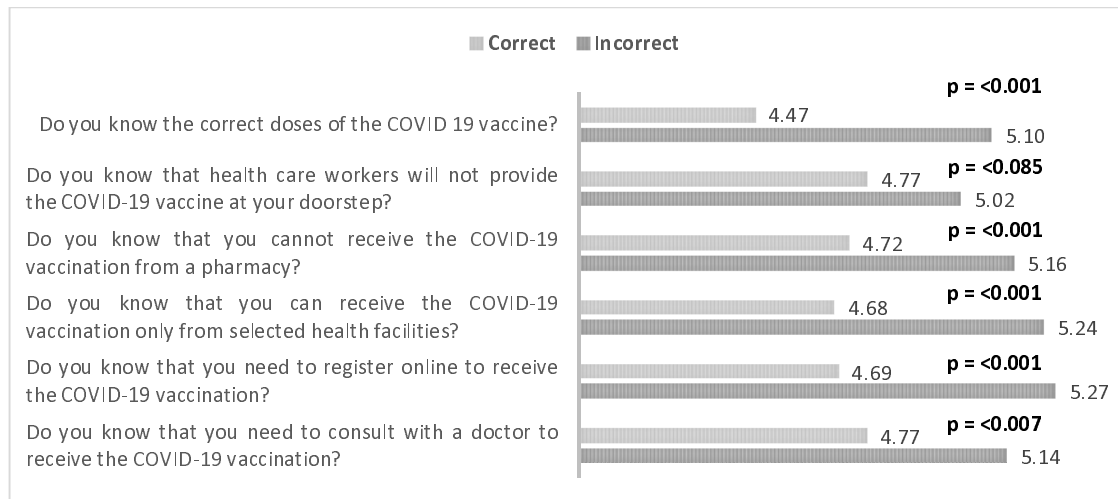 Correct Incorrect
p = <0.001
Do you know the correct doses of the COVID 19 vaccine?
4.47
5.10
p = <0.085
Do you know that health care workers will not provide
the COVID-19 vaccine at your doorstep?
4.77
5.02
p = <0.001
Do you know that you cannot receive the COVID-19
vaccination from a pharmacy?
4.72
5.16
p = <0.001
Do you know that you can receive the COVID-19
vaccination only from selected health facilities?
4.68
5.24
p = <0.001
Do you know that you need to register online to receive
the COVID-19 vaccination?
4.69
5.27
p = <0.007
Do you know that you need to consult with a doctor to
receive the COVID-19 vaccination?
4.77
5.14